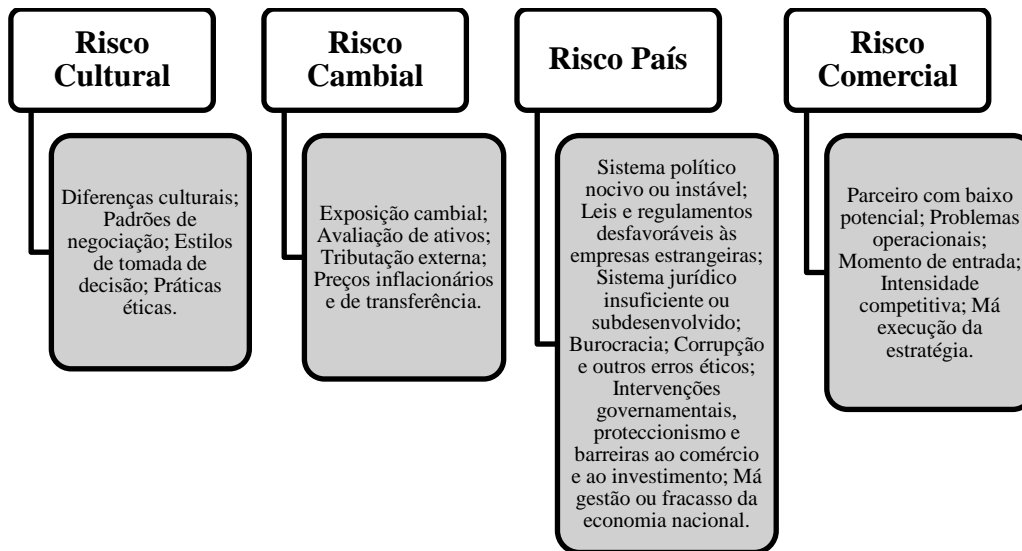 Risco
Cultural
Diferenças culturais;
Padrões de
negociação; Estilos
de tomada de
decisão; Práticas
éticas.
Risco
Cambial
Exposição cambial;
Avaliação de ativos;
Tributação externa;
Preços inflacionários
e de transferência.
Risco País
Sistema político
nocivo ou instável;
Leis e regulamentos
desfavoráveis às
empresas estrangeiras;
Sistema jurídico
insuficiente ou
subdesenvolvido;
Burocracia; Corrupção
e outros erros éticos;
Intervenções
governamentais,
proteccionismo e
barreiras ao comércio
e ao investimento; Má
gestão ou fracasso da
economia nacional.
Risco
Comercial
Parceiro com baixo
potencial; Problemas
operacionais;
Momento de entrada;
Intensidade
competitiva; Má
execução da
estratégia.